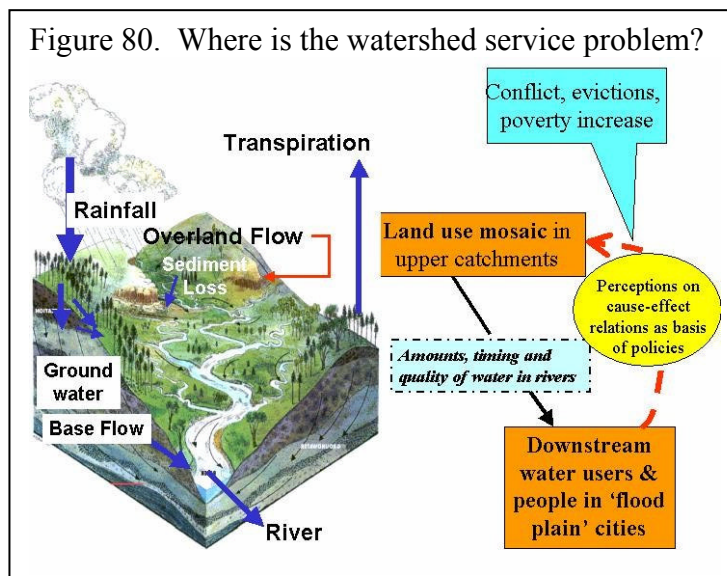 Figure 80.  Where is the watershed service problem?
Conflict, evictions,
poverty increase
Transpiration
Rainfall
Overland Flow
Sediment
Loss
Land use mosaic in
upper catchments
Perceptions on
cause-effect
relations as basis
of policies
Amounts, timing and
quality of water in rivers
Ground
water
Base Flow
Downstream
water users &
people in ‘flood
plain’ cities
River